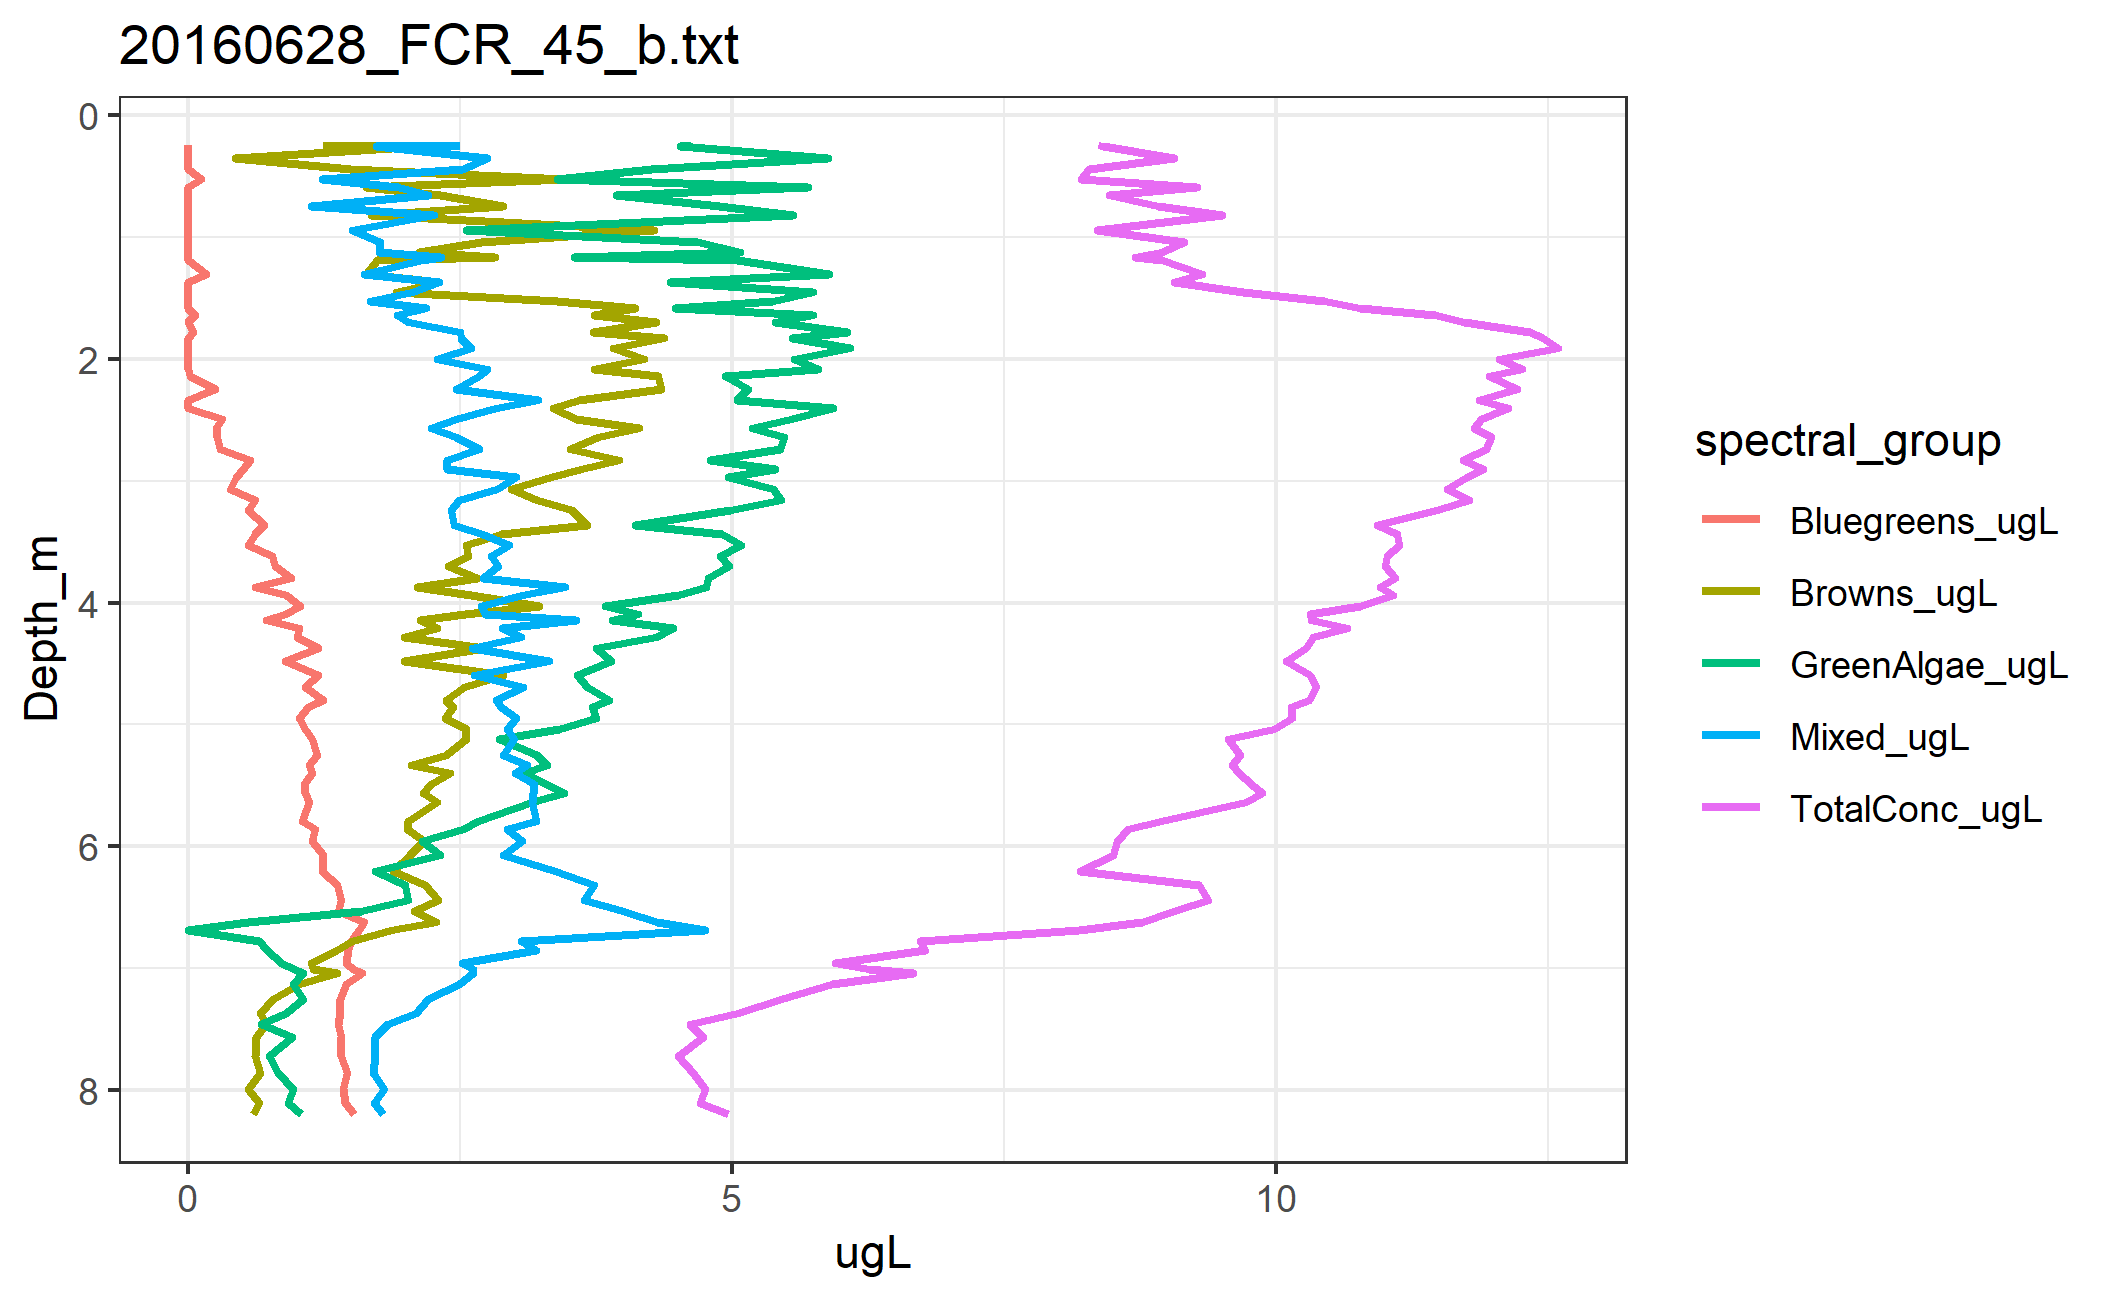 20160628_FCR_45_b.txt
0
2
4
6
8
Depth_m
0 5 10
ugL
spectral_group
Bluegreens_ugL
Browns_ugL
GreenAlgae_ugL
Mixed_ugL
TotalConc_ugL